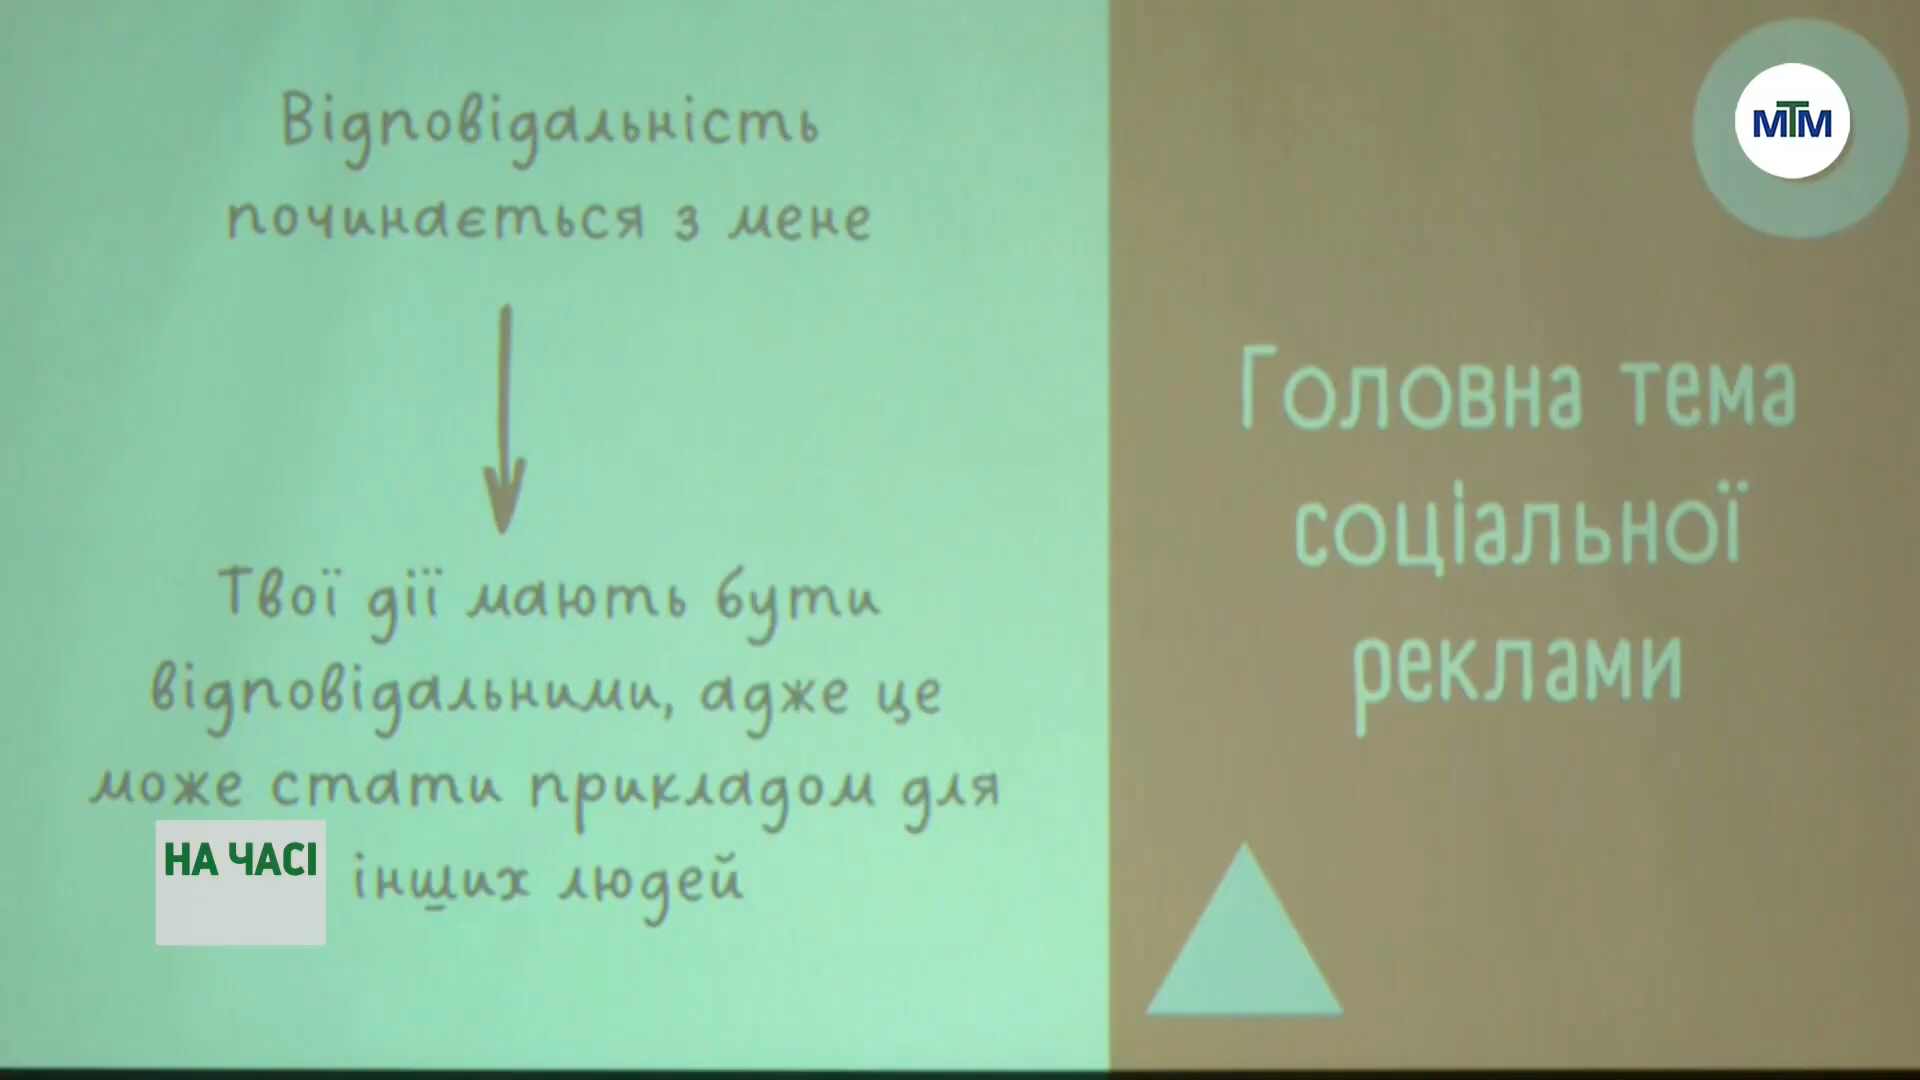 Відповідальність
починається з мене
Твої дії мають бути
відповідальними, адже це
може стати прикладом для
інших людей
Головна тема
соціальної
реклами
МТМ
НА ЧАСІ